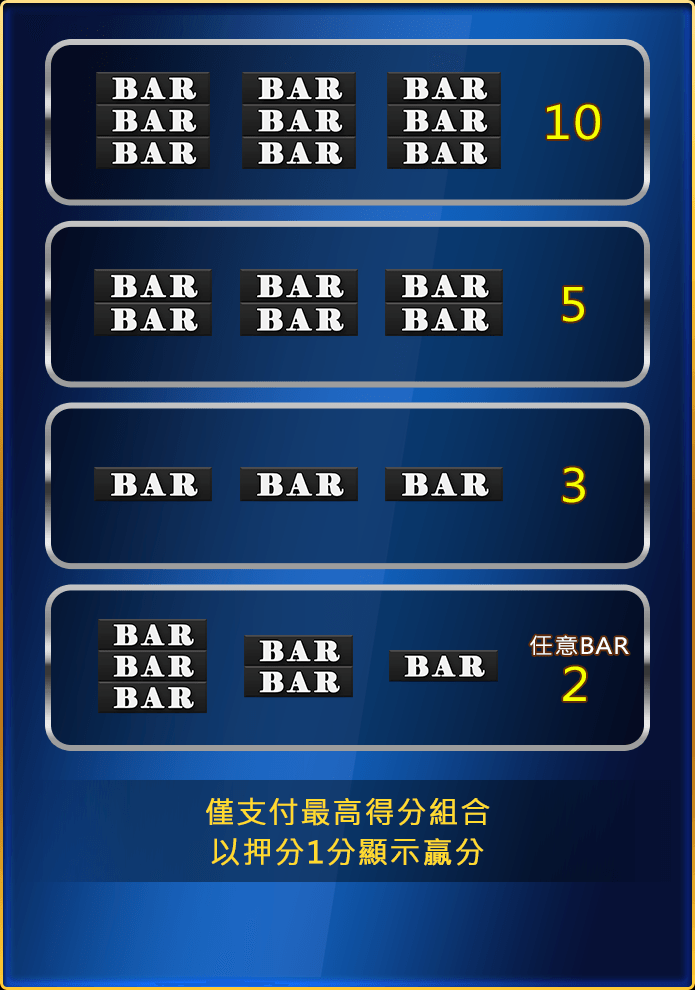 BAR BAR BAR
BAR BAR BAR 10
BAR BAR BAR
BAR BAR BAR 5
BAR BAR BAR
BAR BAR BAR 3
BAR
BAR BAR 任意BAR
BAR BAR BAR 2
BAR
僅支付最高得分組合
以押分1分顯示贏分